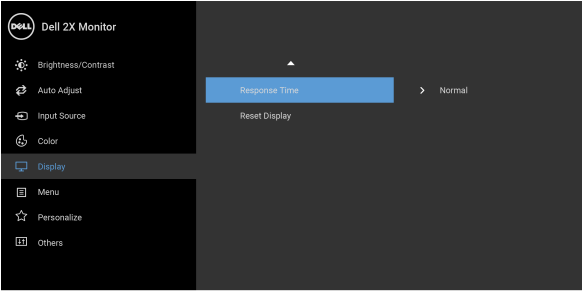 DELL
Dell 2X Monitor
Brightness/Contrast
Auto Adjust
Input Source
Color
Display
Menu
Personalize
Others
Response Time
Normal
Reset Display